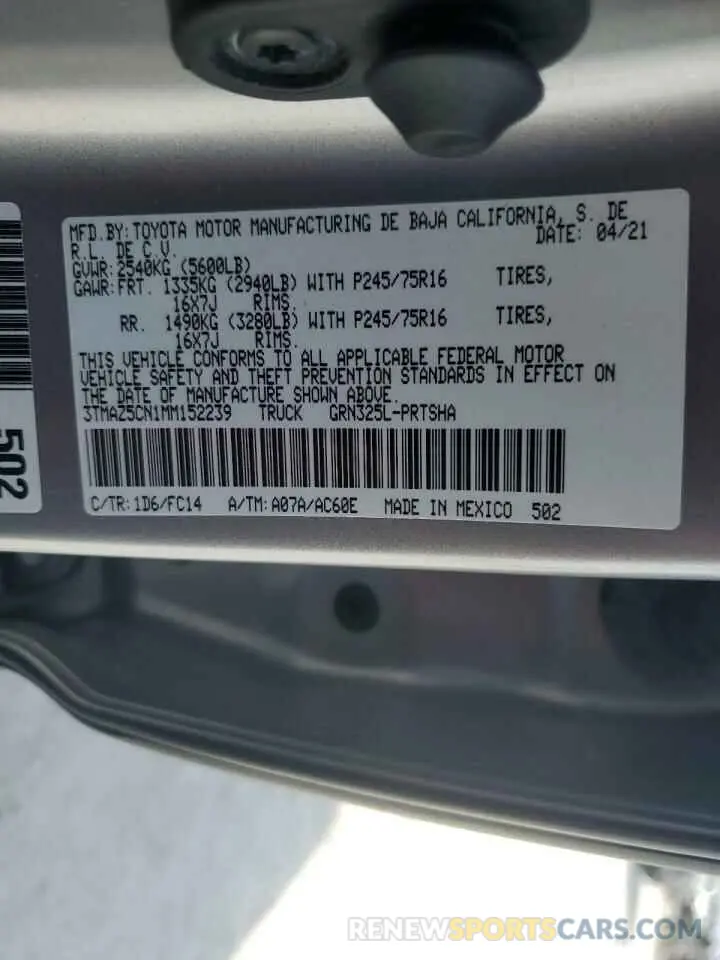 MFD.BY: TOYOTA MOTOR MANUFACTURING DE BAJA CALIFORNIA, S. DE
R.L. DE C.V. DATE: 04/21
GVWR: 2540KG (5600LB)
GAWR: FRT. 1335KG (2940LB) WITH P245/75R16 TIRES,
16X7J RIMS.
RR. 1490KG (3280LB) WITH P245/75R16 TIRES,
16X7J RIMS.
THIS VEHICLE CONFORMS TO ALL APPLICABLE FEDERAL MOTOR
VEHICLE SAFETY AND THEFT PREVENTION STANDARDS IN EFFECT ON
THE DATE OF MANUFACTURE SHOWN ABOVE.
3TMAZ5CN1MM152239 TRUCK GRN325L-PRTSHA
C/TR: 1D6/FC14 A/TM: A07A/AC60E MADE IN MEXICO 502
502
RENEWSPORTSCARS.COM